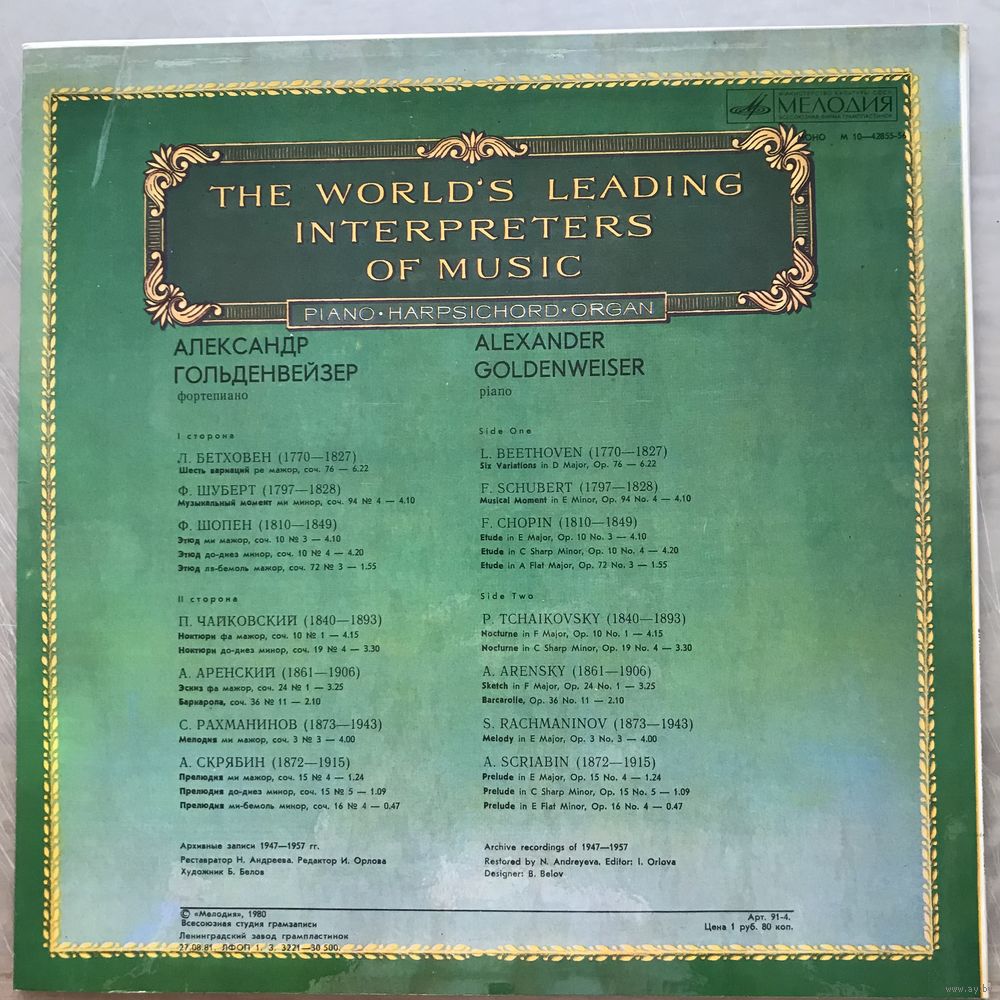 МИНИСТЕРСТВО КУЛЬТУРЫ СССР
МЕЛОДИЯ
ВСЕСОЮЗНАЯ ФИРМА ГРАМПЛАСТИНОК
МОНО М 10—42855-56
THE WORLD'S LEADING
INTERPRETERS
OF MUSIC
PIANO·HARPSICHORD·ORGAN
АЛЕКСАНДР
ГОЛЬДЕНВЕЙЗЕР
фортепиано
I сторона
Л. БЕТХОВЕН (1770—1827)
Шесть вариаций ре мажор, соч. 76 — 6.22
Ф. ШУБЕРТ (1797—1828)
Музыкальный момент ми минор, соч. 94 № 4 — 4.10
Ф. ШОПЕН (1810—1849)
Этюд ми мажор, соч. 10 № 3 — 4.10
Этюд до-диез минор, соч. 10 № 4 — 4.20
Этюд ля-бемоль мажор, соч. 72 № 3 — 1.55
II сторона
П. ЧАЙКОВСКИЙ (1840—1893)
Ноктюрн фа мажор, соч. 10 № 1 — 4.15
Ноктюрн до-диез минор, соч. 19 № 4 — 3.30
А. АРЕНСКИЙ (1861—1906)
Эскиз фа мажор, соч. 24 № 1 — 3.25
Баркарола, соч. 36 № 11 — 2.10
С. РАХМАНИНОВ (1873—1943)
Мелодия ми мажор, соч. 3 № 3 — 4.00
А. СКРЯБИН (1872—1915)
Прелюдия ми мажор, соч. 15 № 4 — 1.24
Прелюдия до-диез минор, соч. 15 № 5 — 1.09
Прелюдия ми-бемоль минор, соч. 16 № 4 — 0.47
Архивные записи 1947—1957 гг.
Реставратор Н. Андреева. Редактор И. Орлова
Художник Б. Белов
ALEXANDER
GOLDENWEISER
piano
Side One
L. BEETHOVEN (1770—1827)
Six Variations in D Major, Op. 76 — 6.22
F. SCHUBERT (1797—1828)
Musical Moment in E Minor, Op. 94 No. 4 — 4.10
F. CHOPIN (1810—1849)
Etude in E Major, Op. 10 No. 3 — 4.10
Etude in C Sharp Minor, Op. 10 No. 4 — 4.20
Etude in A Flat Major, Op. 72 No. 3 — 1.55
Side Two
P. TCHAIKOVSKY (1840—1893)
Nocturne in F Major, Op. 10 No. 1 — 4.15
Nocturne in C Sharp Minor, Op. 19 No. 4 — 3.30
A. ARENSKY (1861—1906)
Sketch in F Major, Op. 24 No. 1 — 3.25
Barcarolle, Op. 36 No. 11 — 2.10
S. RACHMANINOV (1873—1943)
Melody in E Major, Op. 3 No. 3 — 4.00
A. SCRIABIN (1872—1915)
Prelude in E Major, Op. 15 No. 4 — 1.24
Prelude in C Sharp Minor, Op. 15 No. 5 — 1.09
Prelude in E Flat Minor, Op. 16 No. 4 — 0.47
Archive recordings of 1947—1957
Restored by N. Andreyeva. Editor: I. Orlova
Designer: B. Belov
© «Мелодия», 1980
Всесоюзная студия грамзаписи
Ленинградский завод грампластинок
27.08.81. ЛФОП 1. З. 3221—30 500.
Арт. 91-4.
Цена 1 руб. 80 коп.
www.ay.by